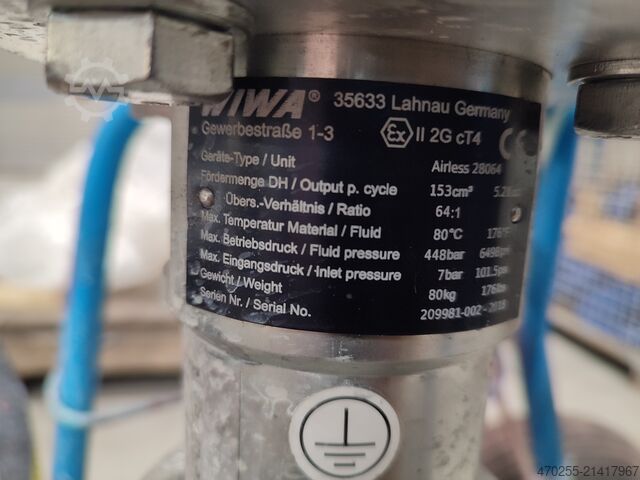 WIWA® 35633 Lahnau Germany
Gewerbestraße 1-3 Ex II 2G cT4 CE
Geräte-Type / Unit Airless 28064
Fördermenge DH / Output p. cycle 153cm³
Übers.-Verhältnis / Ratio 64:1
Max. Temperatur Material / Fluid 80°C 176°F
Max. Betriebsdruck / Fluid pressure 448bar 6498psi
Max. Eingangsdruck / Inlet pressure 7bar 101.5psi
Gewicht / Weight 80kg 176lbs
Serien Nr. / Serial No. 209981-002 - 2018
470255-21417967